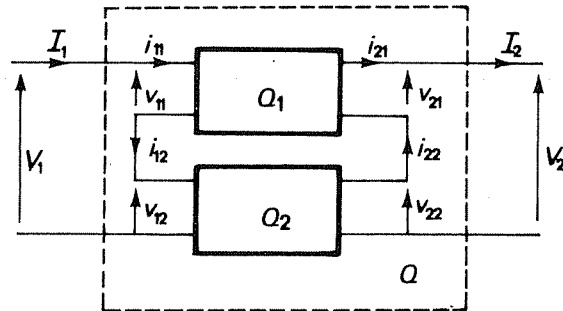 I₁ i₁₁ i₂₁ I₂
v₁₁ Q₁ v₂₁
V₁ i₁₂ i₂₂ V₂
v₁₂ Q₂ v₂₂
Q